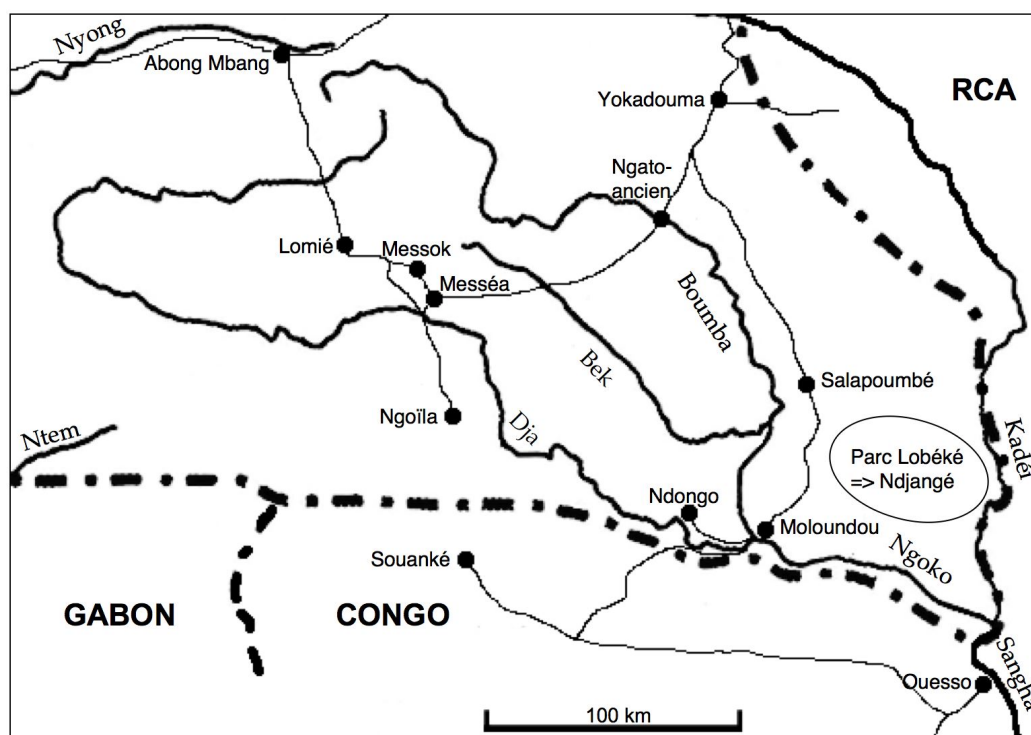 Nyong
Abong Mbang
RCA
Yokadouma
Ngato-
ancien
Lomié
Messok
Messéa
Boumba
Bek
Salapoumbé
Ngoïla
Dja
Ntem
Kadéï
Parc Lobéké
=> Ndjangé
Ndongo
Moloundou
Ngoko
Souanké
GABON
CONGO
Sangha
Ouesso
100 km